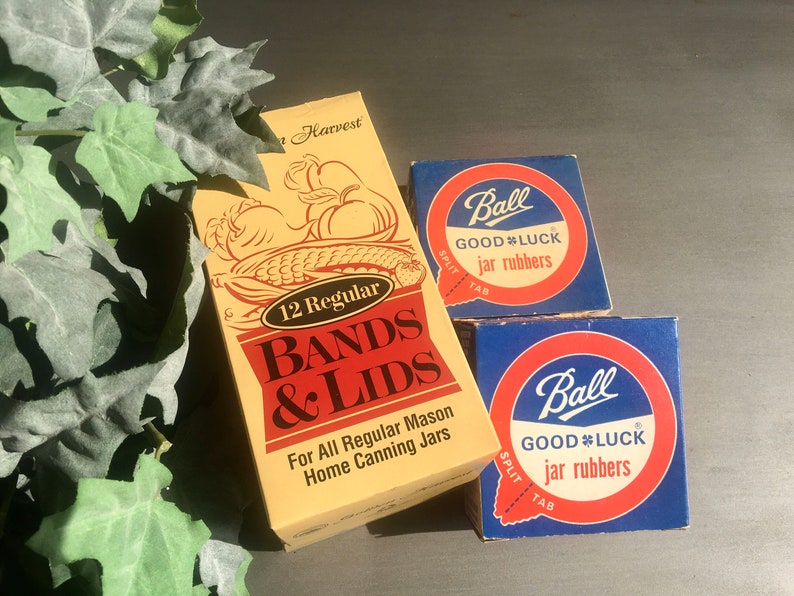 Harvest
12 Regular
BANDS
& LIDS
For All Regular Mason
Home Canning Jars
Ball
GOOD LUCK®
jar rubbers
SPLIT TAB
Ball
GOOD LUCK®
jar rubbers
SPLIT TAB